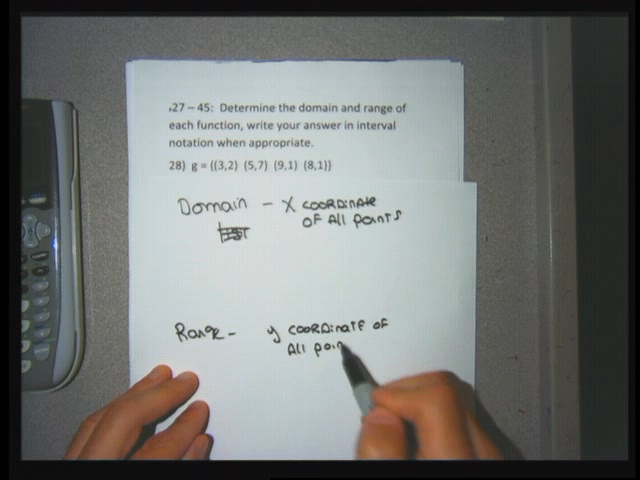 .27 – 45: Determine the domain and range of
each function, write your answer in interval
notation when appropriate.
28) g = {(3,2) (5,7) (9,1) (8,1)}
Domain - X COORDINATE
OF All POINTS
Range - y COORDINATE OF
All poin